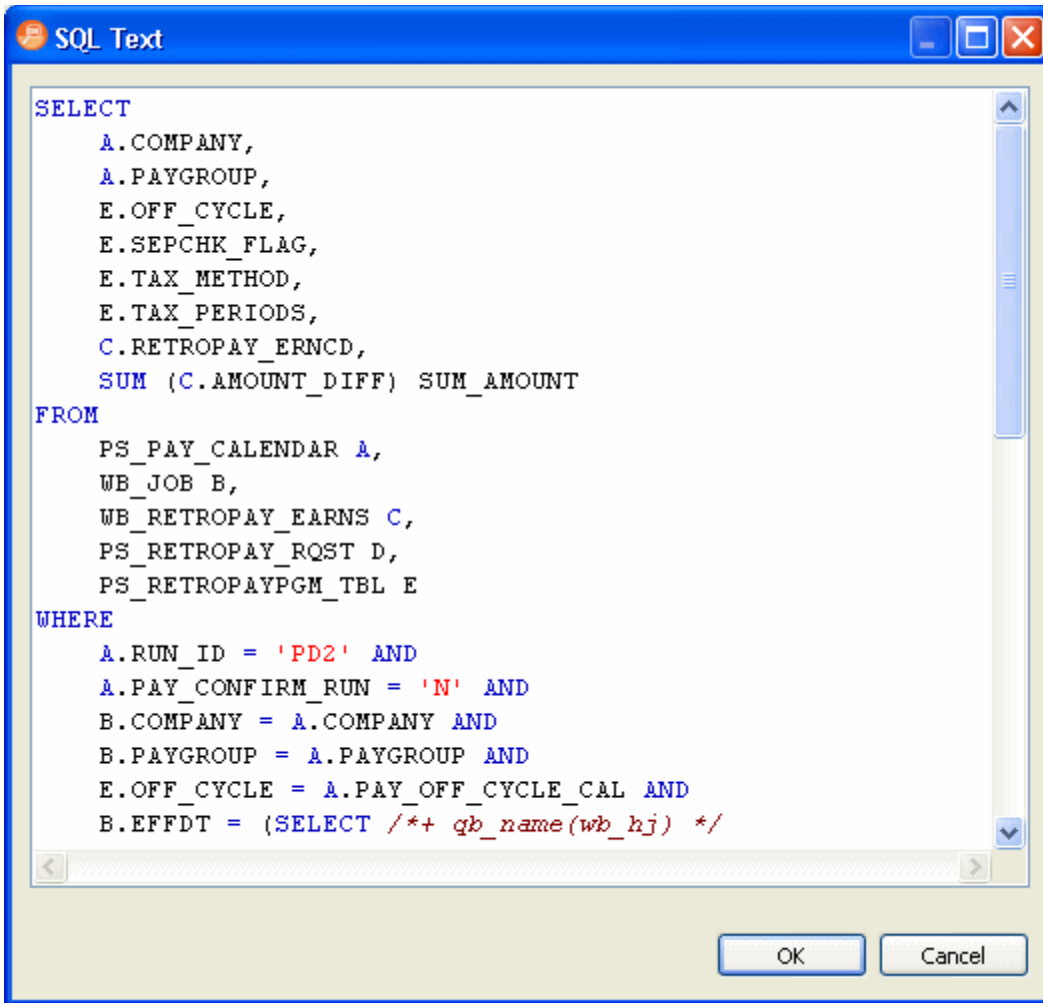 SQL Text
SELECT
A.COMPANY,
A.PAYGROUP,
E.OFF_CYCLE,
E.SEPCHK_FLAG,
E.TAX_METHOD,
E.TAX_PERIODS,
C.RETROPAY_ERNCD,
SUM (C.AMOUNT_DIFF) SUM_AMOUNT
FROM
PS_PAY_CALENDAR A,
WB_JOB B,
WB_RETROPAY_EARNS C,
PS_RETROPAY_RQST D,
PS_RETROPAYPGM_TBL E
WHERE
A.RUN_ID = 'PD2' AND
A.PAY_CONFIRM_RUN = 'N' AND
B.COMPANY = A.COMPANY AND
B.PAYGROUP = A.PAYGROUP AND
E.OFF_CYCLE = A.PAY_OFF_CYCLE_CAL AND
B.EFFDT = (SELECT /*+ qb_name(wb_hj) */
OK Cancel